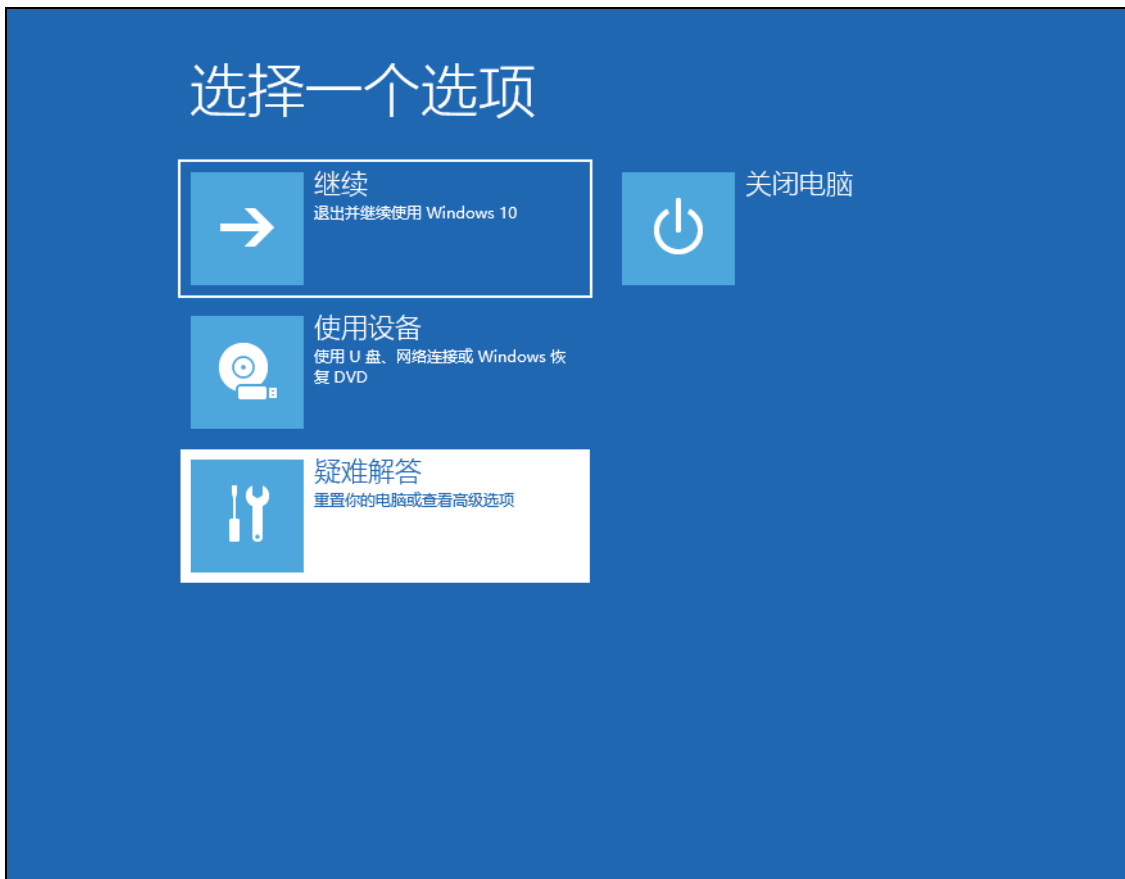 选择一个选项
继续
退出并继续使用 Windows 10
关闭电脑
使用设备
使用 U 盘、网络连接或 Windows 恢
复 DVD
疑难解答
重置你的电脑或查看高级选项